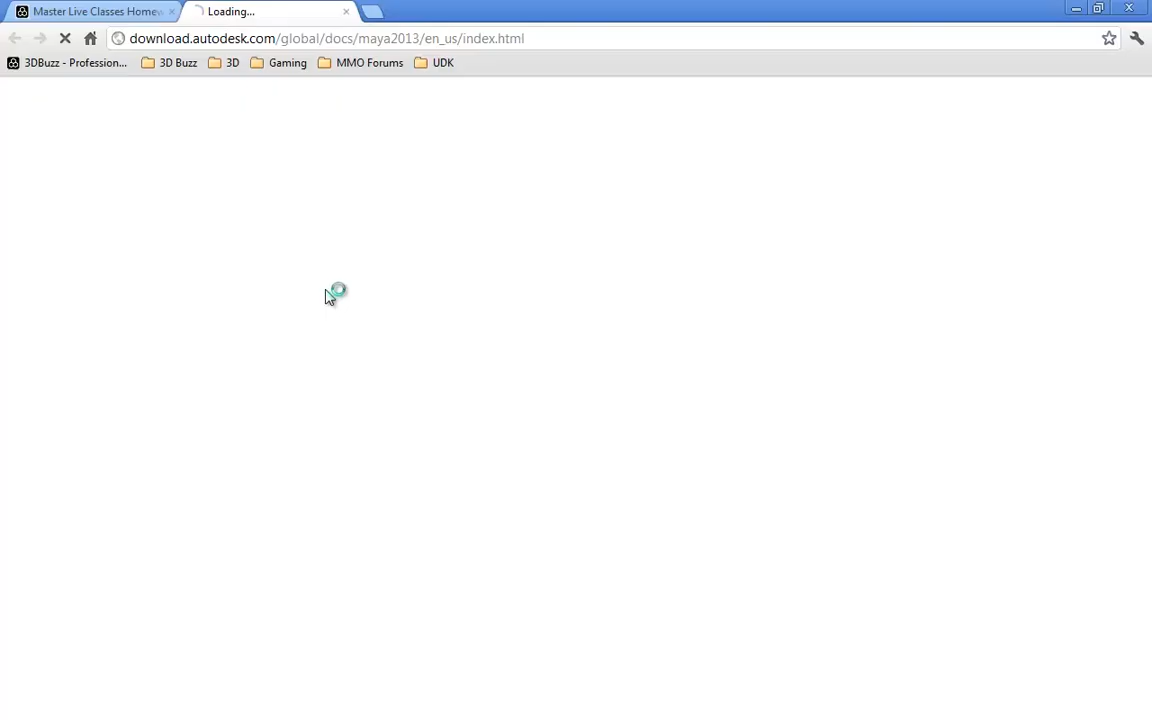 Master Live Classes Homew
Loading...
download.autodesk.com/global/docs/maya2013/en_us/index.html
3DBuzz - Profession... 3D Buzz 3D Gaming MMO Forums UDK